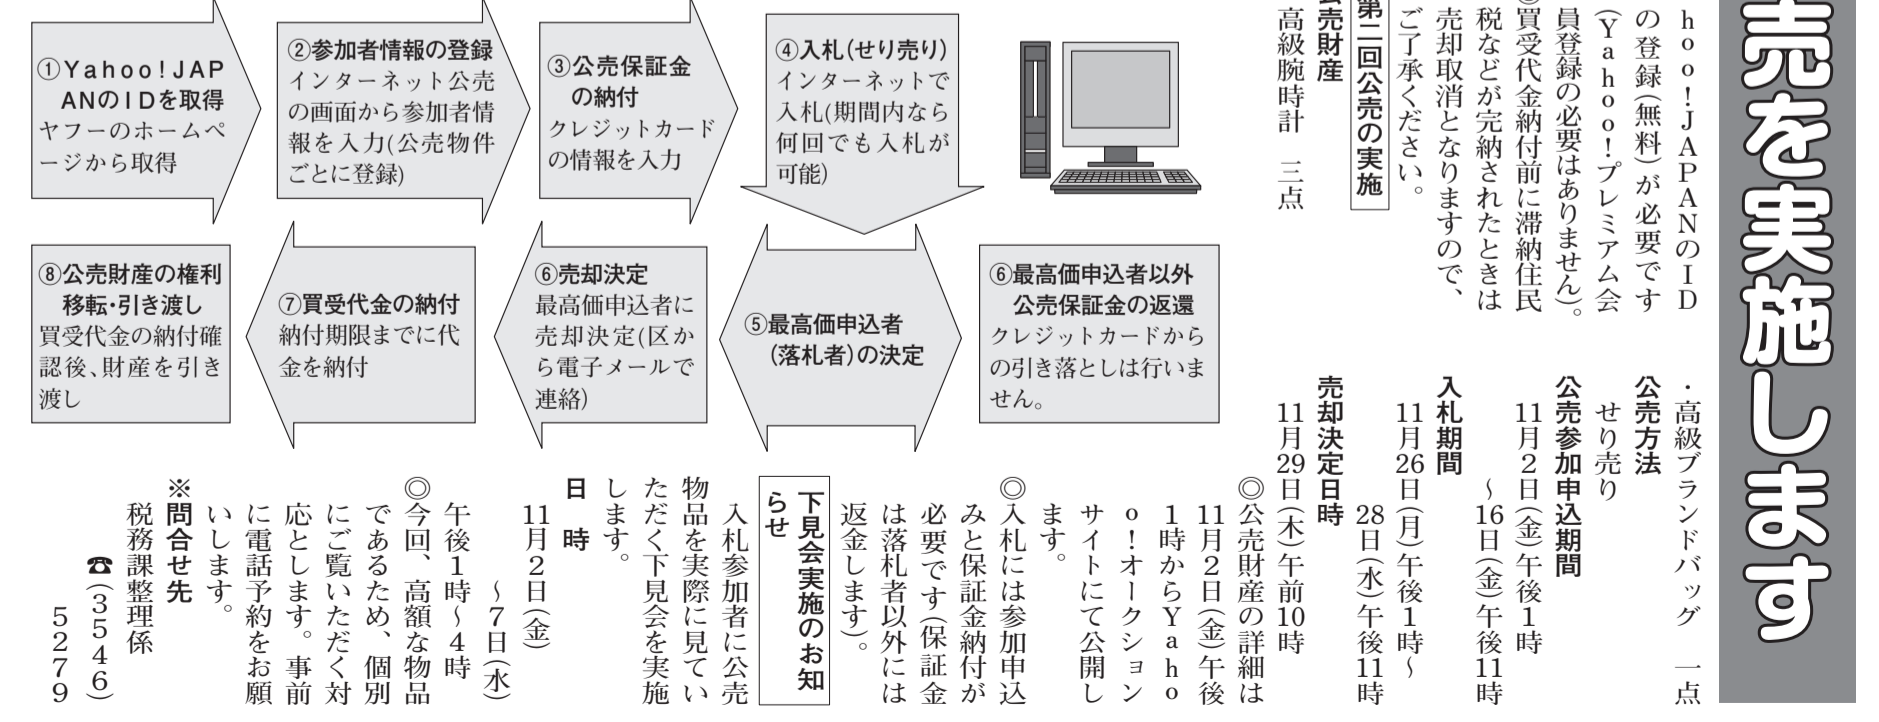 売を実施します
hoo!JAPANのID
の登録(無料)が必要です
(Yahoo!プレミアム会
員登録の必要はありません)。
買受代金納付前に滞納住民
税などが完納されたときは
売却取消となりますので、
ご了承ください。
第二回公売の実施
公売財産
高級腕時計 三点
・高級ブランドバッグ 一点
公売方法
せり売り
公売参加申込期間
11月2日(金)午後1時
~16日(金)午後11時
入札期間
11月26日(月)午後1時~
28日(水)午後11時
売却決定日時
11月29日(木)午前10時
◎公売財産の詳細は
11月2日(金)午後
1時からYaho
o!オークション
サイトにて公開し
ます。
◎入札には参加申込
みと保証金納付が
必要です(保証金
は落札者以外には
返金します)。
下見会実施のお知
らせ
入札参加者に公売
物品を実際に見てい
ただく下見会を実施
します。
日 時
11月2日(金)
~7日(水)
午後1時~4時
◎今回、高額な物品
であるため、個別
にご覧いただく対
応とします。事前
に電話予約をお願
いします。
※問合せ先
税務課整理係
☎(3546)
5279
①Yahoo!JAP
ANのIDを取得
ヤフーのホームペ
ージから取得
②参加者情報の登録
インターネット公売
の画面から参加者情
報を入力(公売物件
ごとに登録)
③公売保証金
の納付
クレジットカード
の情報を入力
④入札(せり売り)
インターネットで
入札(期間内なら
何回でも入札が
可能)
⑤最高価申込者
(落札者)の決定
⑥最高価申込者以外
公売保証金の返還
クレジットカードから
の引き落としは行いま
せん。
⑥売却決定
最高価申込者に
売却決定(区か
ら電子メールで
連絡)
⑦買受代金の納付
納付期限までに代
金を納付
⑧公売財産の権利
移転・引き渡し
買受代金の納付確
認後、財産を引き
渡し